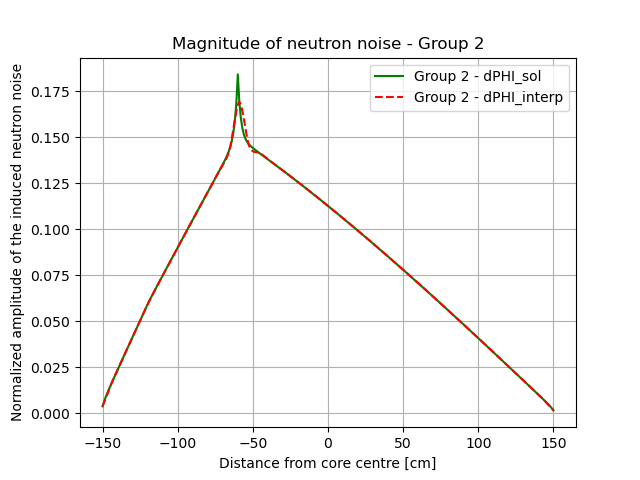 Magnitude of neutron noise - Group 2
Normalized amplitude of the induced neutron noise
0.175
0.150
0.125
0.100
0.075
0.050
0.025
0.000
Group 2 - dPHI_sol
Group 2 - dPHI_interp
−150 −100 −50 0 50 100 150
Distance from core centre [cm]